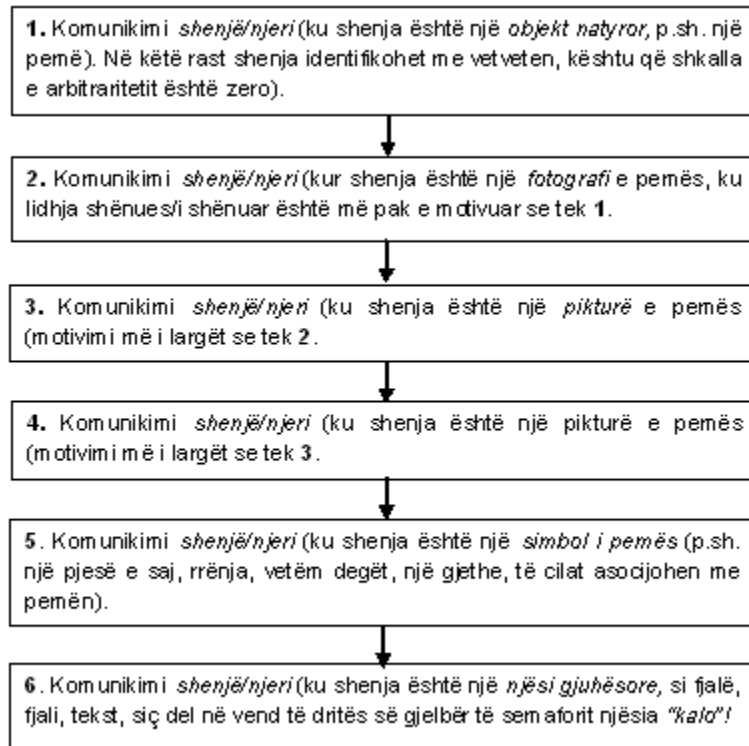 1. Komunikimi shenjë/njeri (ku shenja është një objekt natyror, p.sh. një
pemë). Në këtë rast shenja identifikohet me vetveten, kështu që shkalla
e arbitraritetit është zero).
2. Komunikimi shenjë/njeri (kur shenja është një fotografi e pemës, ku
lidhja shënues/i shënuar është më pak e motivuar se tek 1.
3. Komunikimi shenjë/njeri (ku shenja është një pikturë e pemës
(motivimi më i largët se tek 2.
4. Komunikimi shenjë/njeri (ku shenja është një pikturë e pemës
(motivimi më i largët se tek 3.
5. Komunikimi shenjë/njeri (ku shenja është një simbol i pemës (p.sh.
një pjesë e saj, rrënja, vetëm degët, një gjethe, të cilat asocijohen me
pemën).
6. Komunikimi shenjë/njeri (ku shenja është një njësi gjuhësore, si fjalë,
fjali, tekst, siç del në vend të dritës së gjelbër të semaforit njësia "kalo"!